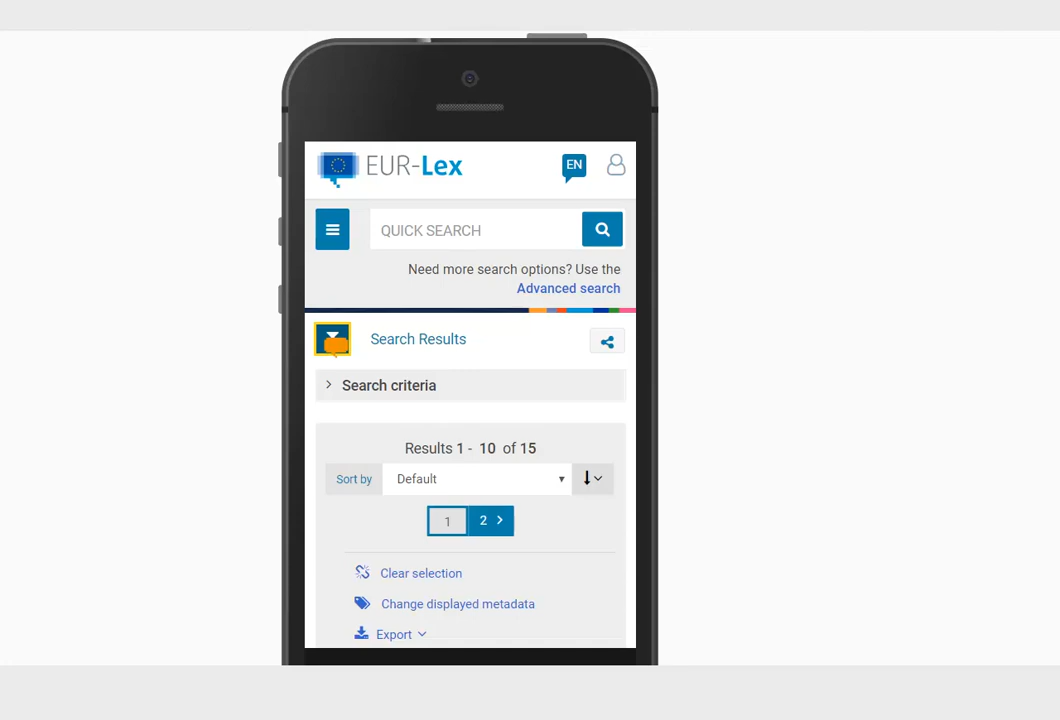 EUR-Lex
EN
QUICK SEARCH
Need more search options? Use the
Advanced search
Search Results
Search criteria
Results 1 - 10 of 15
Sort by Default
1 2
Clear selection
Change displayed metadata
Export